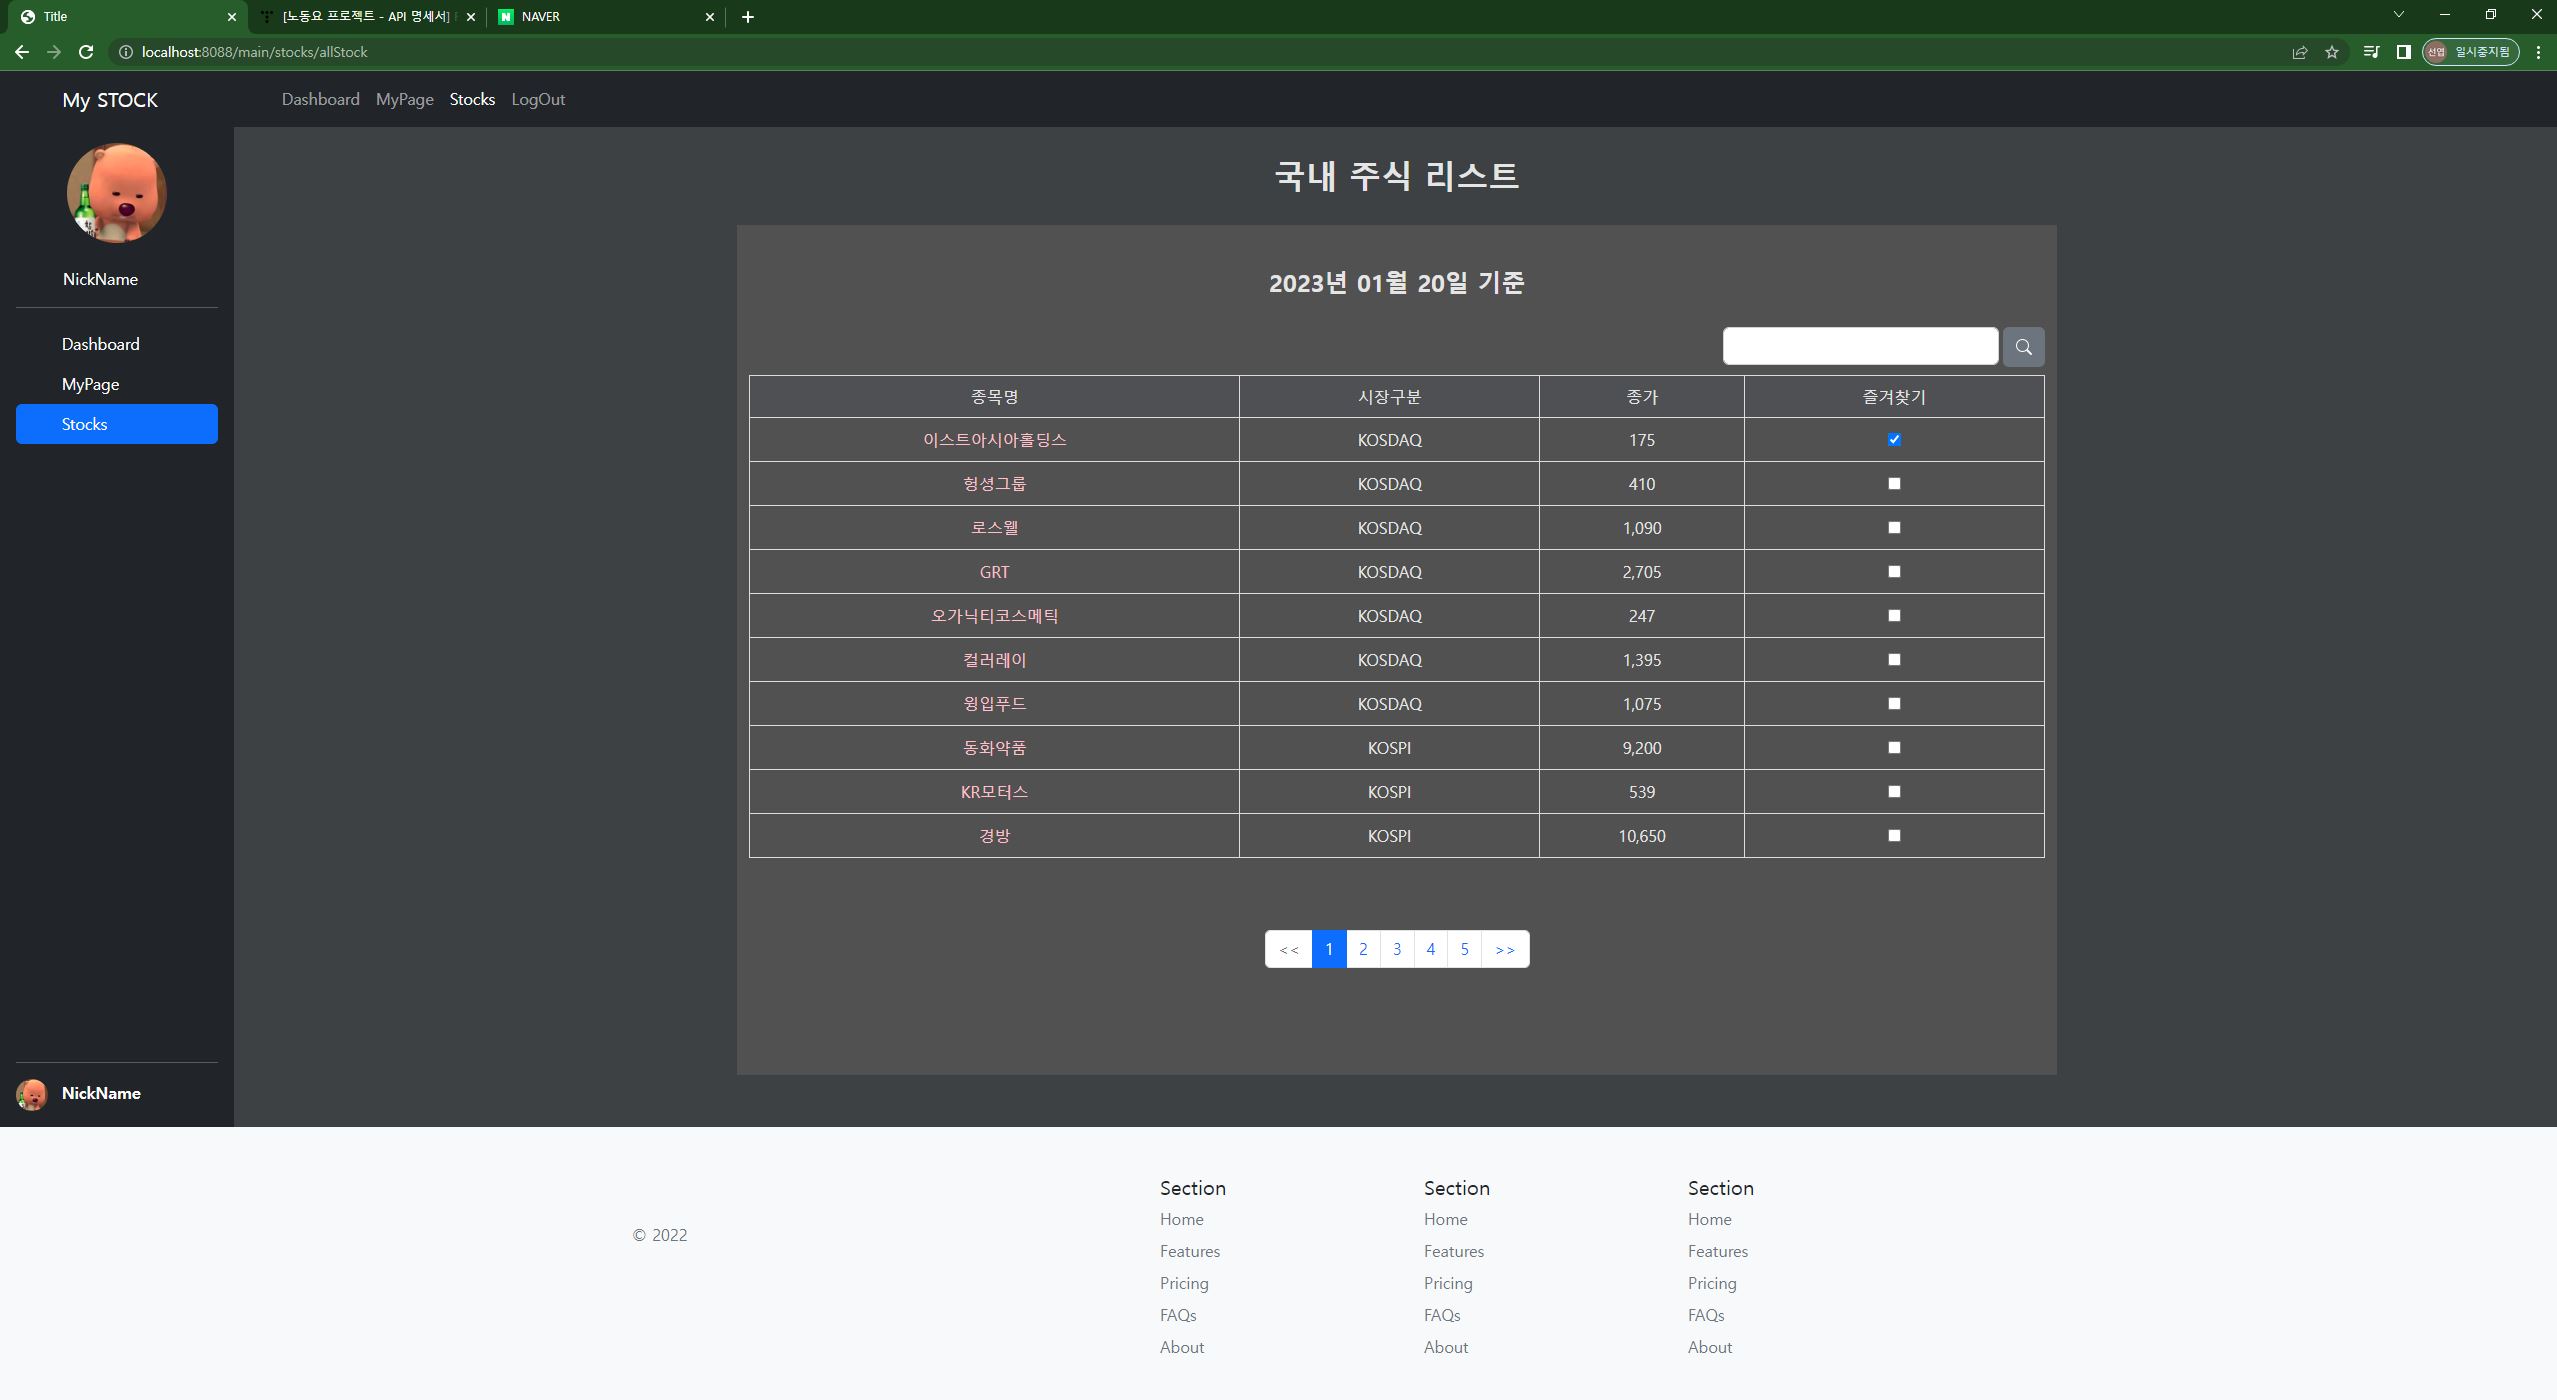 Title
[노동요 프로젝트 - API 명세서]
NAVER
localhost:8088/main/stocks/allStock
선엽 일시중지됨
My STOCK
Dashboard MyPage Stocks LogOut
NickName
Dashboard
MyPage
Stocks
NickName
국내 주식 리스트
2023년 01월 20일 기준
종목명 시장구분 종가 즐겨찾기
이스트아시아홀딩스 KOSDAQ 175
헝셩그룹 KOSDAQ 410
로스웰 KOSDAQ 1,090
GRT KOSDAQ 2,705
오가닉티코스메틱 KOSDAQ 247
컬러레이 KOSDAQ 1,395
윙입푸드 KOSDAQ 1,075
동화약품 KOSPI 9,200
KR모터스 KOSPI 539
경방 KOSPI 10,650
<< 1 2 3 4 5 >>
© 2022
Section
Home
Features
Pricing
FAQs
About
Section
Home
Features
Pricing
FAQs
About
Section
Home
Features
Pricing
FAQs
About